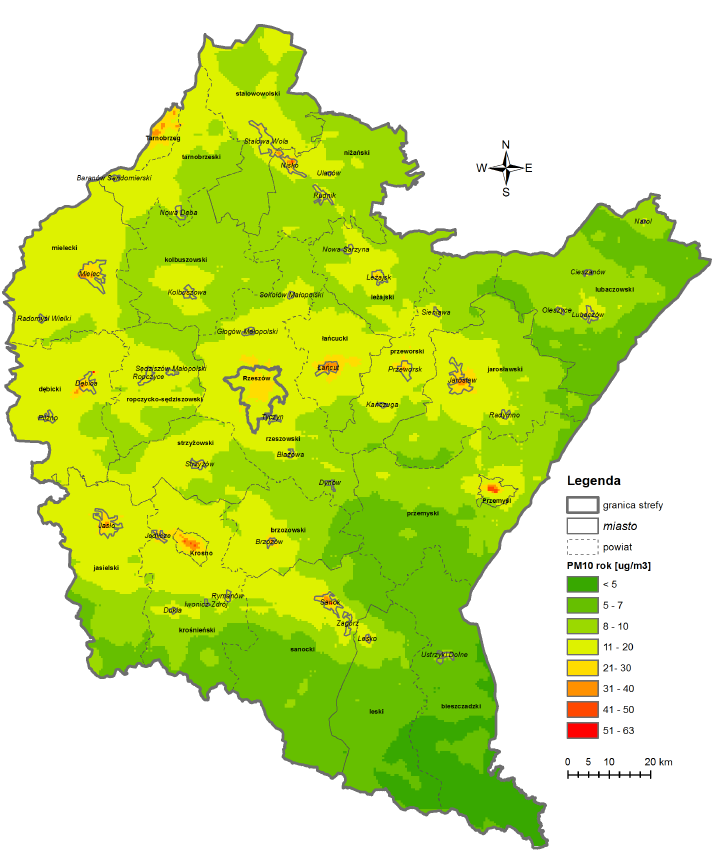 stalowowolski
Tarnobrzeg
Stalowa Wola
niżański
tarnobrzeski
Nisko
Ulanów
Baranów Sandomierski
Rudnik
Nowa Dęba
N
W
E
S
Narol
mielecki
kolbuszowski
Nowa Sarzyna
Mielec
Leżajsk
Cieszanów
lubaczowski
Kolbuszowa
Sokołów Małopolski
leżajski
Oleszyce
Lubaczów
Radomyśl Wielki
Sieniawa
Głogów Małopolski
łańcucki
przeworski
Sędziszów Małopolski
Ropczyce
Rzeszów
Łańcut
Przeworsk
jarosławski
Jarosław
dębicki
Dębica
ropczycko-sędziszowski
Kańczuga
Pilzno
Tyczyn
Radymno
strzyżowski
rzeszowski
Błażowa
Strzyżów
Dynów
Przemyśl
przemyski
Jasło
Jedlicze
Krosno
brzozowski
Brzozów
jasielski
Rymanów
Iwonicz-Zdrój
Dukla
Sanok
Zagórz
krośnieński
Lesko
sanocki
Ustrzyki Dolne
leski
bieszczadzki
Legenda
granica strefy
miasto
powiat
PM10 rok [ug/m3]
< 5
5 - 7
8 - 10
11 - 20
21 - 30
31 - 40
41 - 50
51 - 63
0 5 10 20 km